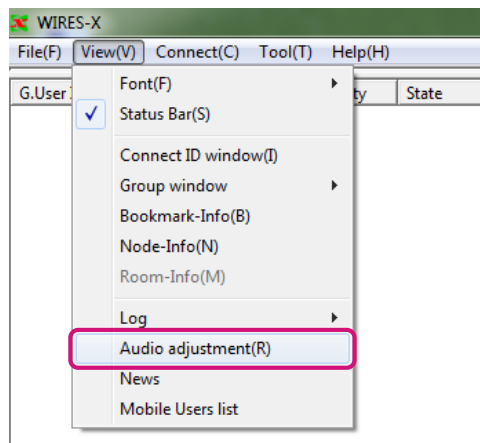 WIRES-X
File(F) View(V) Connect(C) Tool(T) Help(H)
G.User ty State
Font(F)
Status Bar(S)
Connect ID window(I)
Group window
Bookmark-Info(B)
Node-Info(N)
Room-Info(M)
Log
Audio adjustment(R)
News
Mobile Users list